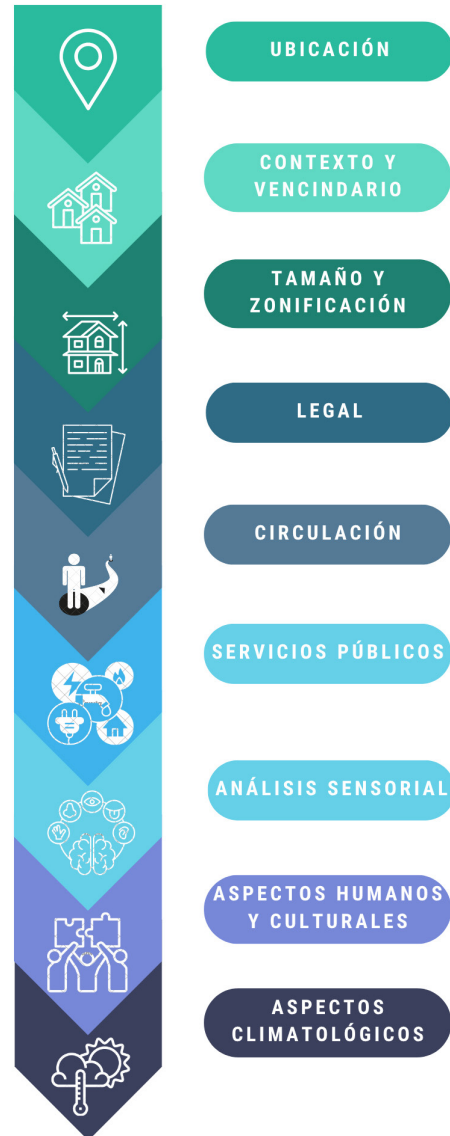 UBICACIÓN
CONTEXTO Y
VENCINDARIO
TAMAÑO Y
ZONIFICACIÓN
LEGAL
CIRCULACIÓN
SERVICIOS PÚBLICOS
ANÁLISIS SENSORIAL
ASPECTOS HUMANOS
Y CULTURALES
ASPECTOS
CLIMATOLÓGICOS